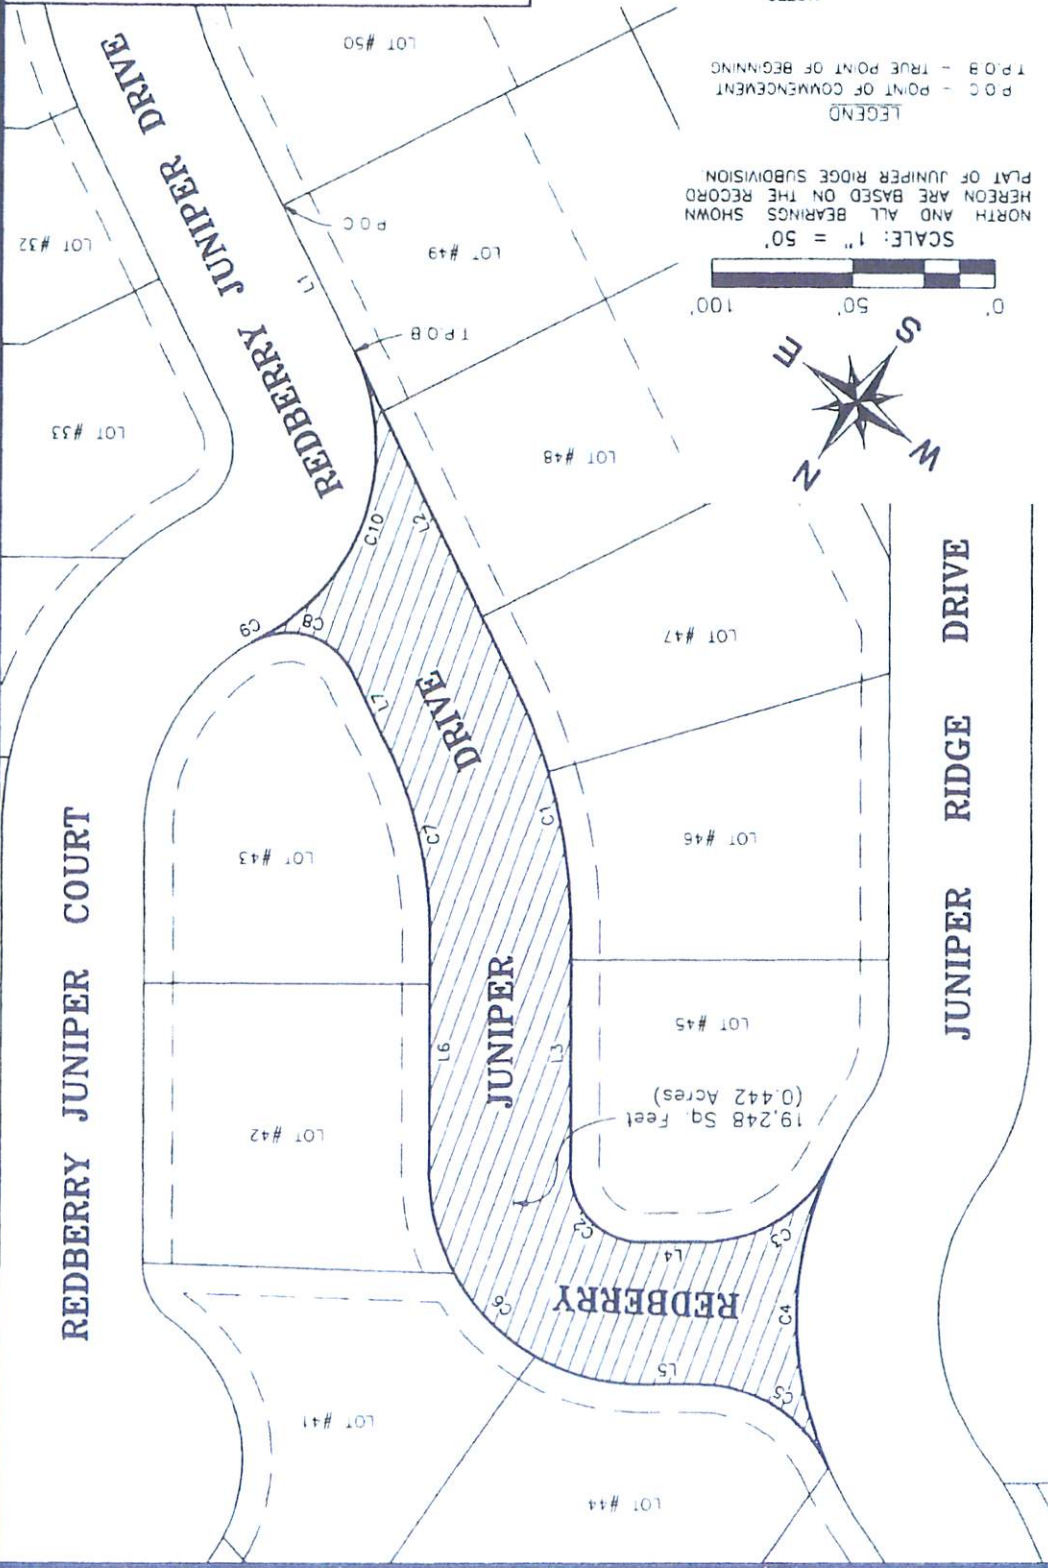 LOT #44
LOT #41
REDBERRY
JUNIPER
DRIVE
19,248 Sq. Feet
(0.442 Acres)
LOT #42
LOT #45
LOT #43
LOT #46
LOT #47
LOT #48
LOT #49
LOT #50
LOT #33
LOT #32
REDBERRY JUNIPER COURT
JUNIPER RIDGE DRIVE
REDBERRY JUNIPER DRIVE
C5
L5
C4
C6
L4
C3
C2
L3
L6
C1
C7
L7
C8
C9
C10
L2
T.P.O.B
L1
P.O.C
N
W
E
S
0'
50'
100'
SCALE: 1" = 50'
NORTH AND ALL BEARINGS SHOWN
HEREON ARE BASED ON THE RECORD
PLAT OF JUNIPER RIDGE SUBDIVISION.
LEGEND
P.O.C - POINT OF COMMENCEMENT
T.P.O.B - TRUE POINT OF BEGINNING